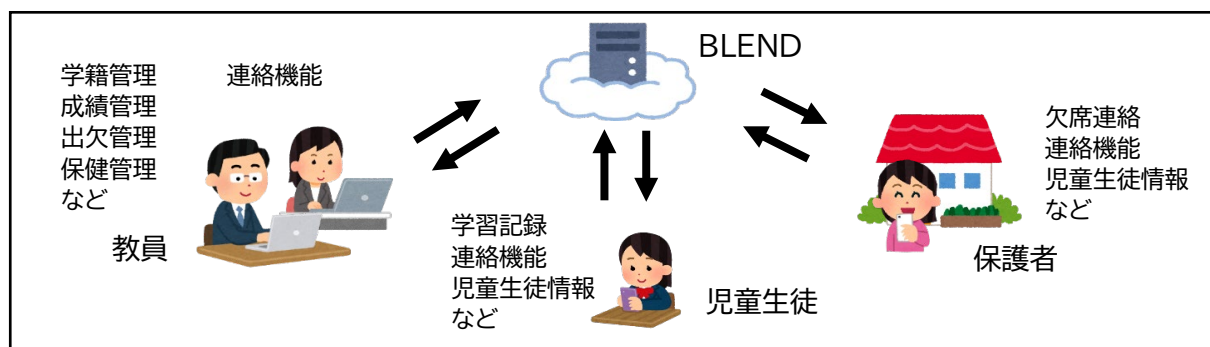 BLEND
学籍管理
成績管理
出欠管理
保健管理
など
連絡機能
教員
学習記録
連絡機能
児童生徒情報
など
児童生徒
欠席連絡
連絡機能
児童生徒情報
など
保護者